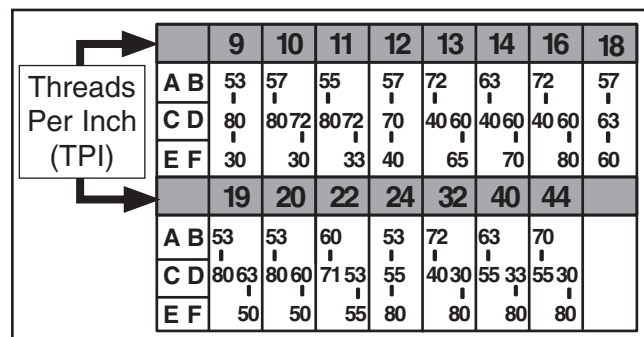 9 10 11 12 13 14 16 18
Threads Per Inch (TPI)
A B 53 57 55 57 72 63 72 57
C D 80 80 72 80 72 70 40 60 40 60 40 60 63
E F 30 30 33 40 65 70 80 60
19 20 22 24 32 40 44
A B 53 53 60 53 72 63 70
C D 80 63 80 60 71 53 55 40 30 55 33 55 30
E F 50 50 55 80 80 80 80